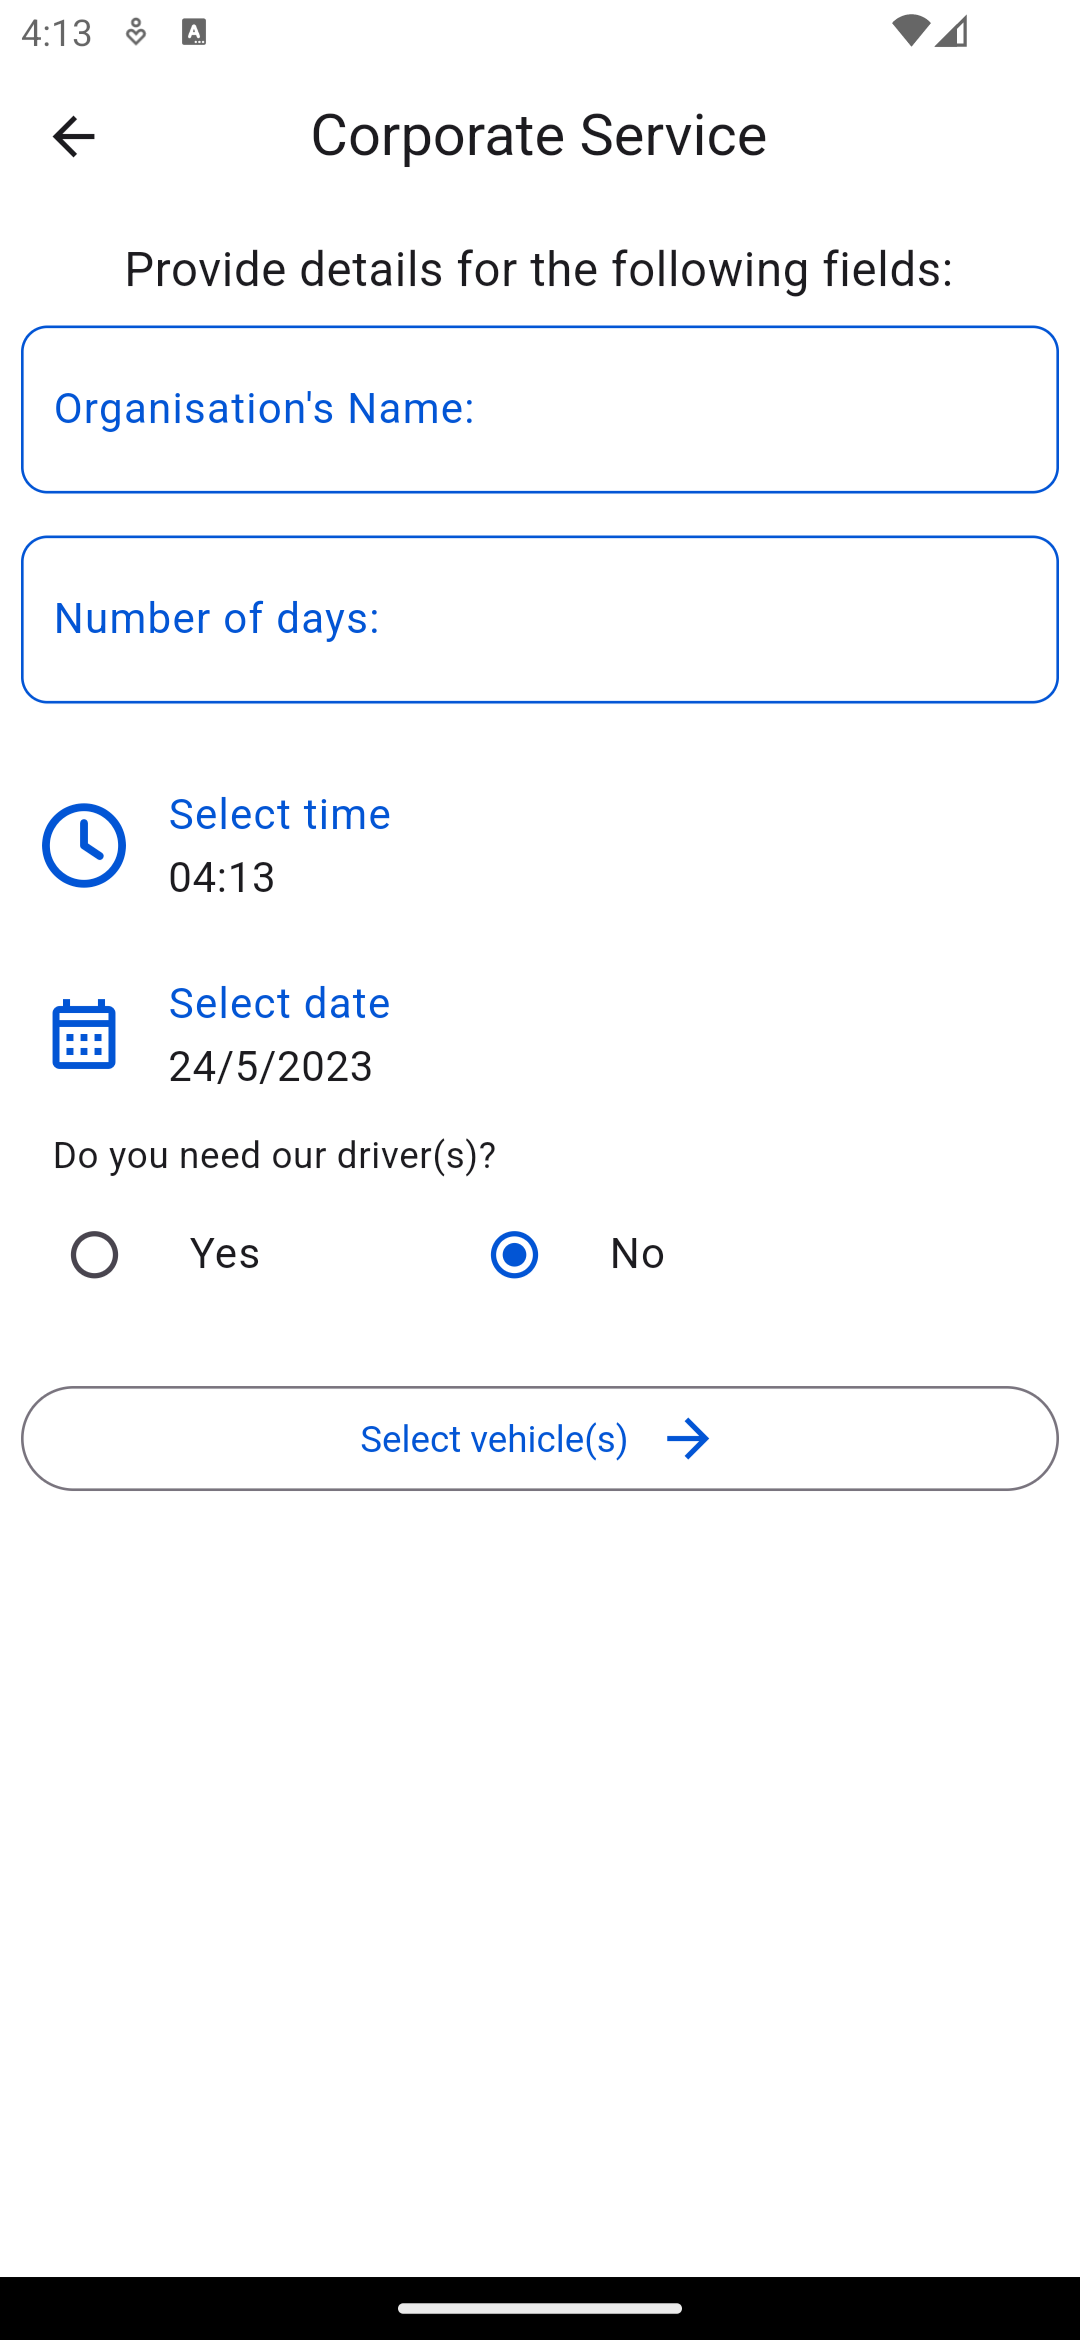 4:13
Corporate Service
Provide details for the following fields:
Organisation's Name:
Number of days:
Select time
04:13
Select date
24/5/2023
Do you need our driver(s)?
Yes No
Select vehicle(s)